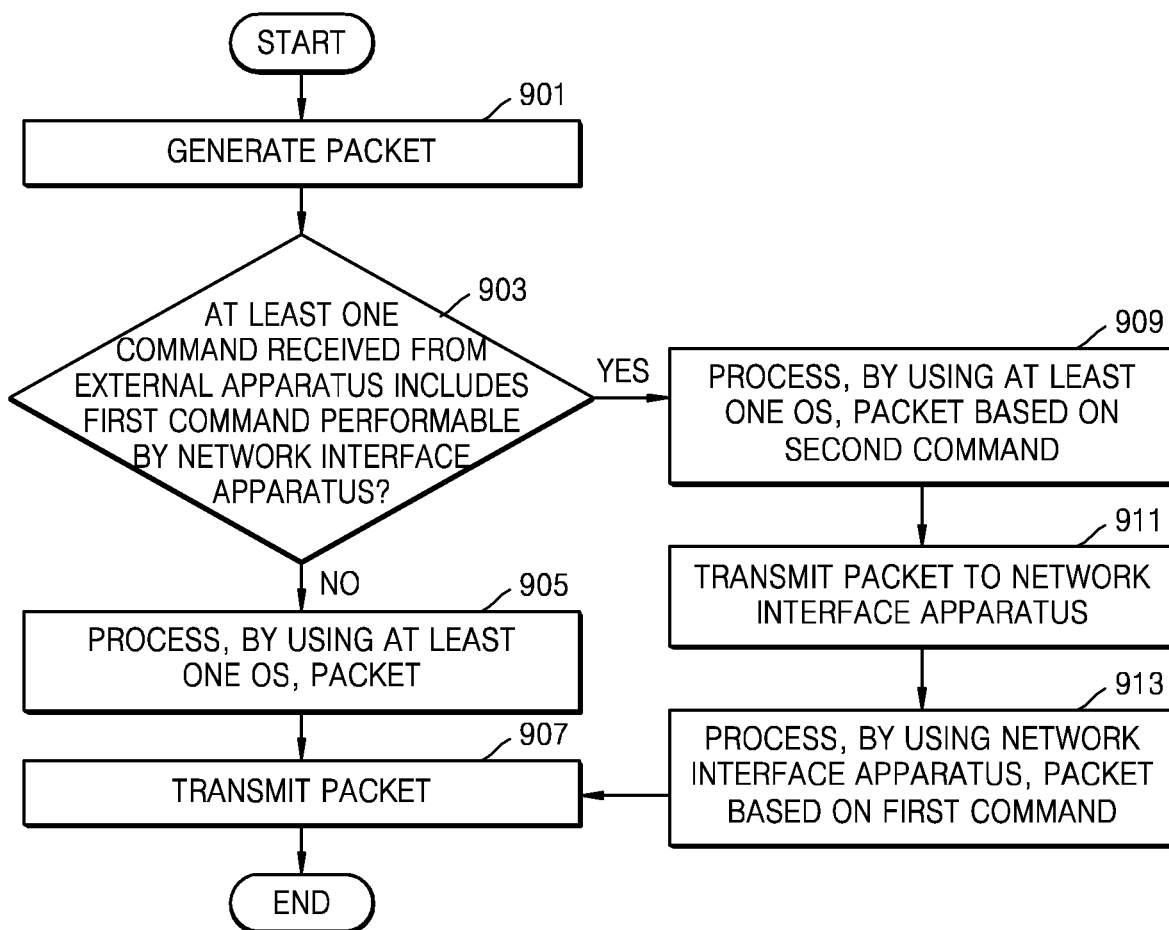 START
901
GENERATE PACKET
903
AT LEAST ONE
COMMAND RECEIVED FROM
EXTERNAL APPARATUS INCLUDES
FIRST COMMAND PERFORMABLE
BY NETWORK INTERFACE
APPARATUS?
YES
NO
905
PROCESS, BY USING AT LEAST
ONE OS, PACKET
907
TRANSMIT PACKET
END
909
PROCESS, BY USING AT LEAST
ONE OS, PACKET BASED ON
SECOND COMMAND
911
TRANSMIT PACKET TO NETWORK
INTERFACE APPARATUS
913
PROCESS, BY USING NETWORK
INTERFACE APPARATUS, PACKET
BASED ON FIRST COMMAND